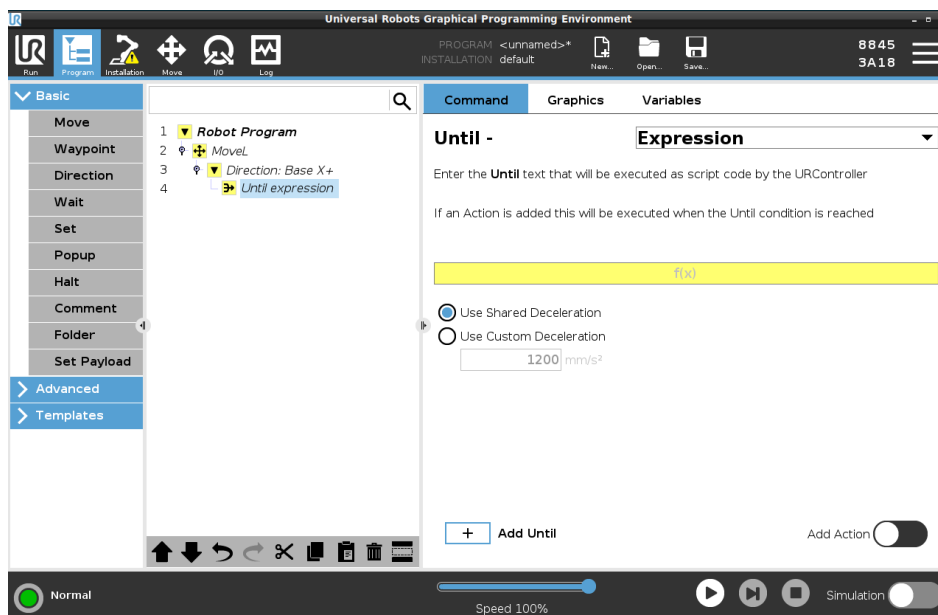 Universal Robots Graphical Programming Environment
UR
Run
Program
Installation
Move
I/O
Log
PROGRAM <unnamed>*
INSTALLATION default
New...
Open...
Save...
8845
3A18
Basic
Move
Waypoint
Direction
Wait
Set
Popup
Halt
Comment
Folder
Set Payload
Advanced
Templates
1 Robot Program
2 MoveL
3 Direction: Base X+
4 Until expression
Command Graphics Variables
Until - Expression
Enter the Until text that will be executed as script code by the URController
If an Action is added this will be executed when the Until condition is reached
f(x)
Use Shared Deceleration
Use Custom Deceleration
1200 mm/s²
+ Add Until
Add Action
Normal
Speed 100%
Simulation